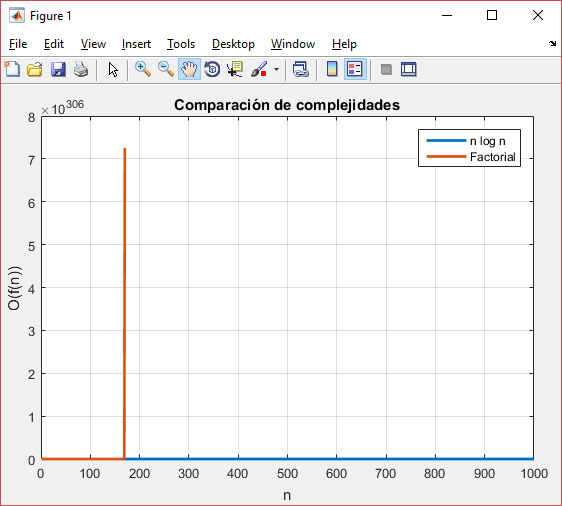 Figure 1
File Edit View Insert Tools Desktop Window Help
×10^306
Comparación de complejidades
8
7
6
5
4
3
2
1
0
O(f(n))
n log n
Factorial
0 100 200 300 400 500 600 700 800 900 1000
n